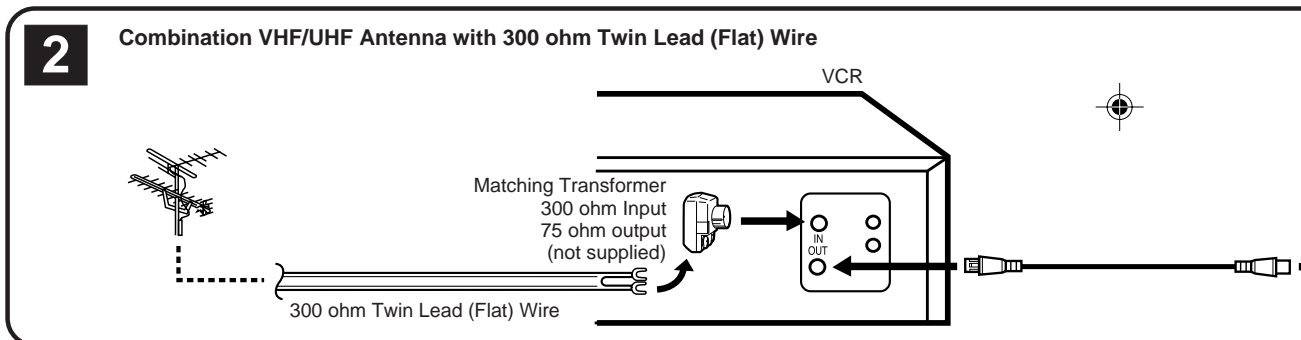 2
Combination VHF/UHF Antenna with 300 ohm Twin Lead (Flat) Wire
VCR
Matching Transformer
300 ohm Input
75 ohm output
(not supplied)
IN
OUT
300 ohm Twin Lead (Flat) Wire